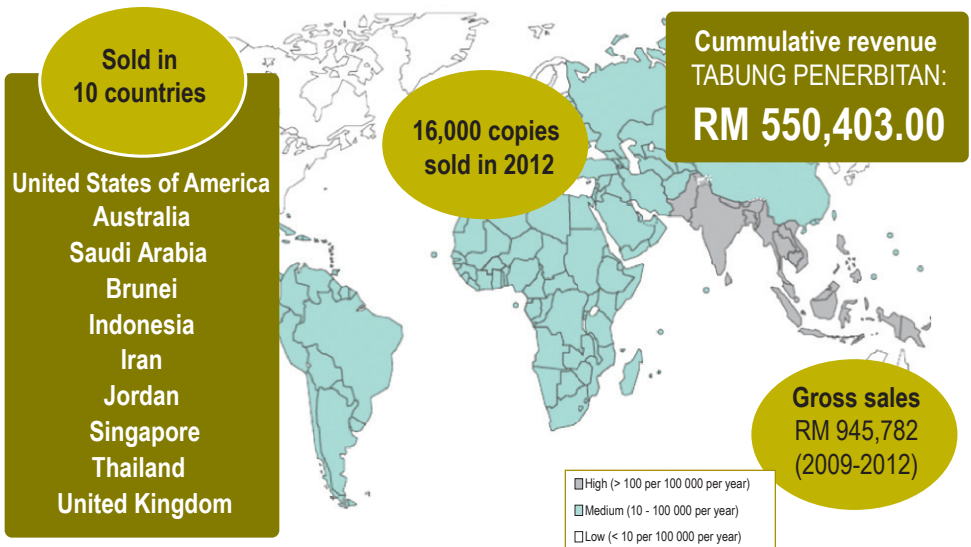 Sold in
10 countries
United States of America
Australia
Saudi Arabia
Brunei
Indonesia
Iran
Jordan
Singapore
Thailand
United Kingdom
16,000 copies
sold in 2012
Cummulative revenue
TABUNG PENERBITAN:
RM 550,403.00
Gross sales
RM 945,782
(2009-2012)
High (> 100 per 100 000 per year)
Medium (10 - 100 000 per year)
Low (< 10 per 100 000 per year)